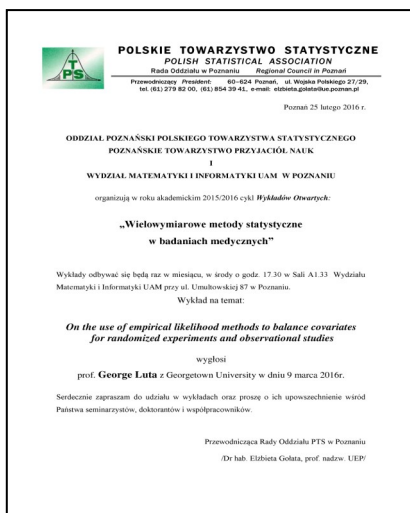 PTS
POLSKIE TOWARZYSTWO STATYSTYCZNE
POLISH STATISTICAL ASSOCIATION
Rada Oddziału w Poznaniu Regional Council in Poznań
Przewodniczący President: 60–624 Poznań, ul. Wojska Polskiego 27/29,
tel. (61) 279 82 00, (61) 854 39 41, e-mail: elzbieta.golata@ue.poznan.pl
Poznań 25 lutego 2016 r.
ODDZIAŁ POZNAŃSKI POLSKIEGO TOWARZYSTWA STATYSTYCZNEGO
POZNAŃSKIE TOWARZYSTWO PRZYJACIÓŁ NAUK
I
WYDZIAŁ MATEMATYKI I INFORMATYKI UAM W POZNANIU
organizują w roku akademickim 2015/2016 cykl Wykładów Otwartych:
„Wielowymiarowe metody statystyczne
w badaniach medycznych”
Wykłady odbywać się będą raz w miesiącu, w środy o godz. 17.30 w Sali A1.33 Wydziału
Matematyki i Informatyki UAM przy ul. Umultowskiej 87 w Poznaniu.
Wykład na temat:
On the use of empirical likelihood methods to balance covariates
for randomized experiments and observational studies
wygłosi
prof. George Luta z Georgetown University w dniu 9 marca 2016r.
Serdecznie zapraszam do udziału w wykładach oraz proszę o ich upowszechnienie wśród
Państwa seminarzystów, doktorantów i współpracowników.
Przewodnicząca Rady Oddziału PTS w Poznaniu
/Dr hab. Elżbieta Gołata, prof. nadzw. UEP/